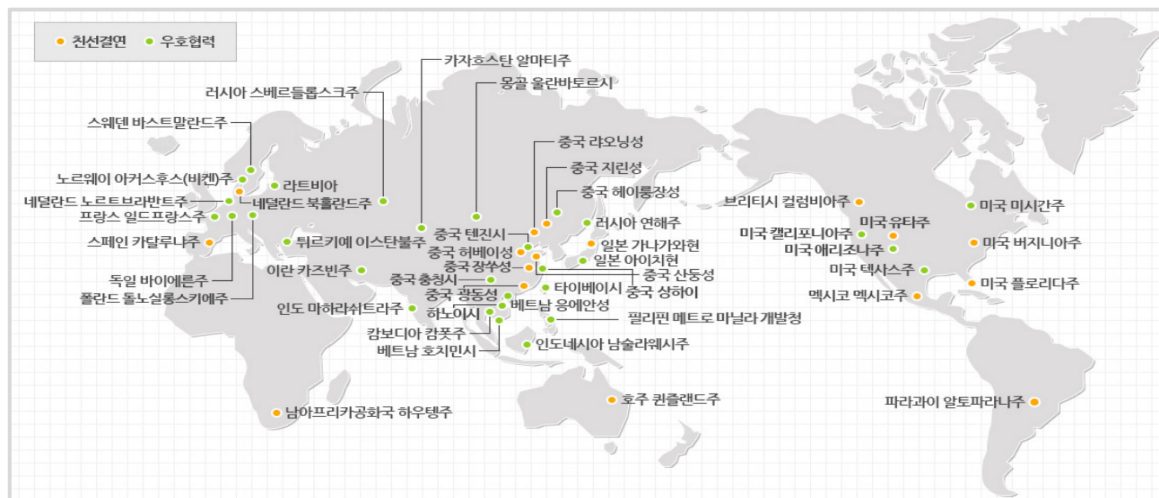 친선결연
우호협력
카자흐스탄 알마티주
몽골 울란바토르시
러시아 스베르들롭스크주
스웨덴 바스트말란드주
중국 랴오닝성
중국 지린성
노르웨이 아커스후스(비켄)주
라트비아
중국 헤이룽장성
네덜란드 노르트브라반트주
네덜란드 북홀란드주
브리티시 컬럼비아주
미국 미시간주
프랑스 일드프랑스주
러시아 연해주
미국 유타주
중국 텐진시
미국 캘리포니아주
스페인 카탈루냐주
튀르키예 이스탄불주
일본 가나가와현
미국 버지니아주
중국 허베이성
미국 애리조나주
일본 아이치현
독일 바이에른주
이란 카즈빈주
중국 장쑤성
중국 산둥성
미국 텍사스주
중국 충칭시
미국 플로리다주
폴란드 돌노실롱스키에주
중국 광둥성
타이베이시
중국 상하이
멕시코 멕시코주
인도 마하라쉬트라주
하노이시
베트남 응에안성
필리핀 메트로 마닐라 개발청
캄보디아 캄폿주
베트남 호치민시
인도네시아 남술라웨시주
호주 퀸즐랜드주
파라과이 알토파라나주
남아프리카공화국 하우텡주